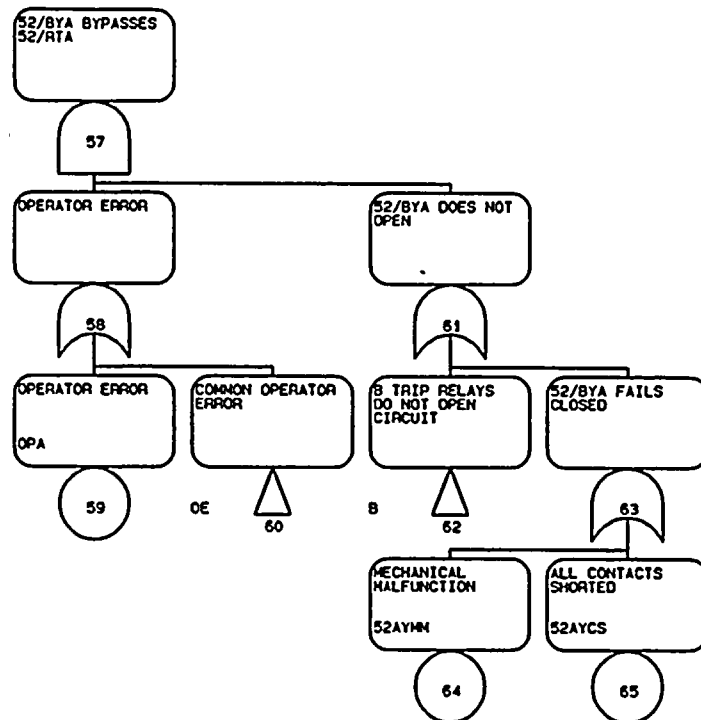 52/BYA BYPASSES
52/RTA
57
OPERATOR ERROR
52/BYA DOES NOT
OPEN
58
61
OPERATOR ERROR
OPA
COMMON OPERATOR
ERROR
B TRIP RELAYS
DO NOT OPEN
CIRCUIT
52/BYA FAILS
CLOSED
59
OE
60
B
62
63
MECHANICAL
MALFUNCTION
52AYMM
ALL CONTACTS
SHORTED
52AYCS
64
65